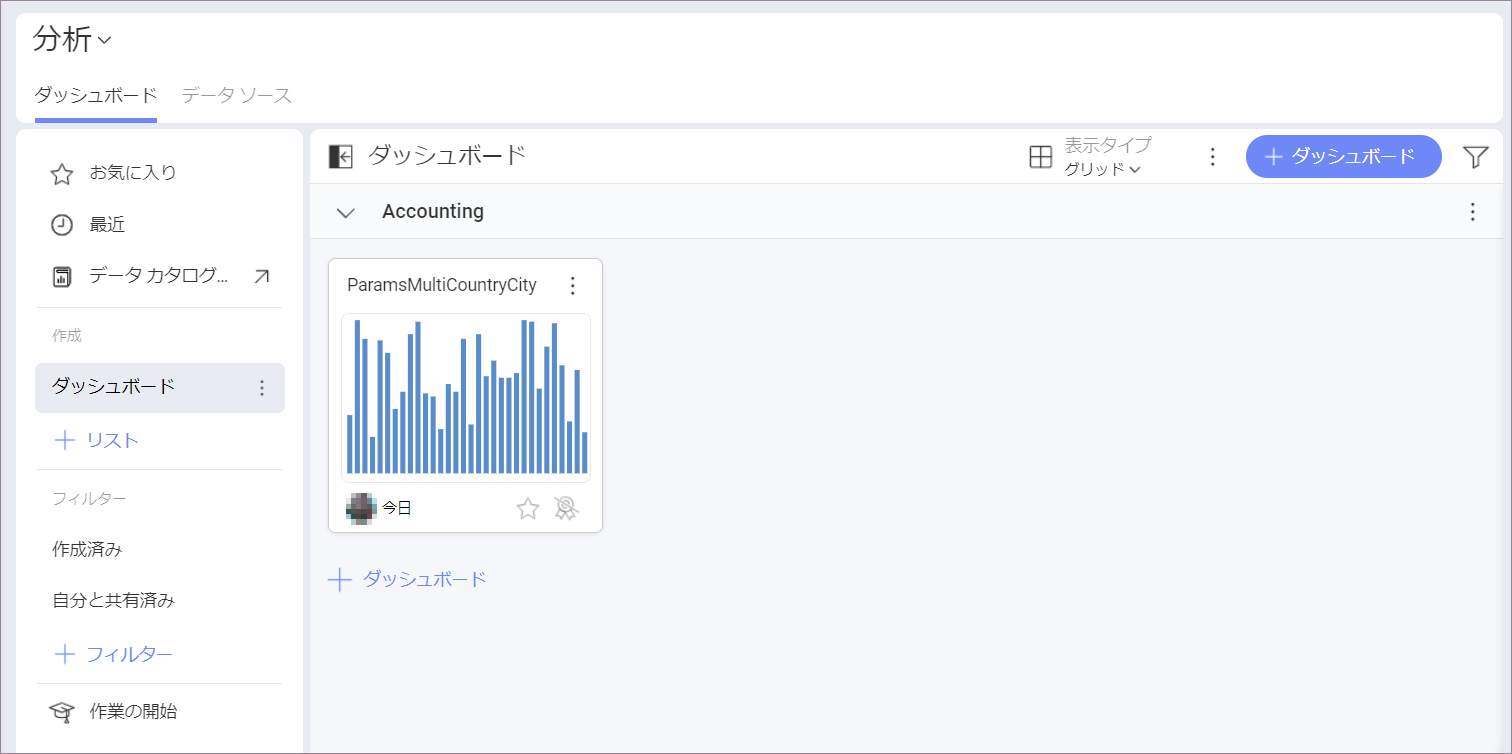 分析
ダッシュボード
データ ソース
お気に入り
最近
データ カタログ...
作成
ダッシュボード
リスト
フィルター
作成済み
自分と共有済み
フィルター
作業の開始
ダッシュボード
表示タイプ
グリッド
ダッシュボード
Accounting
ParamsMultiCountryCity
今日
ダッシュボード